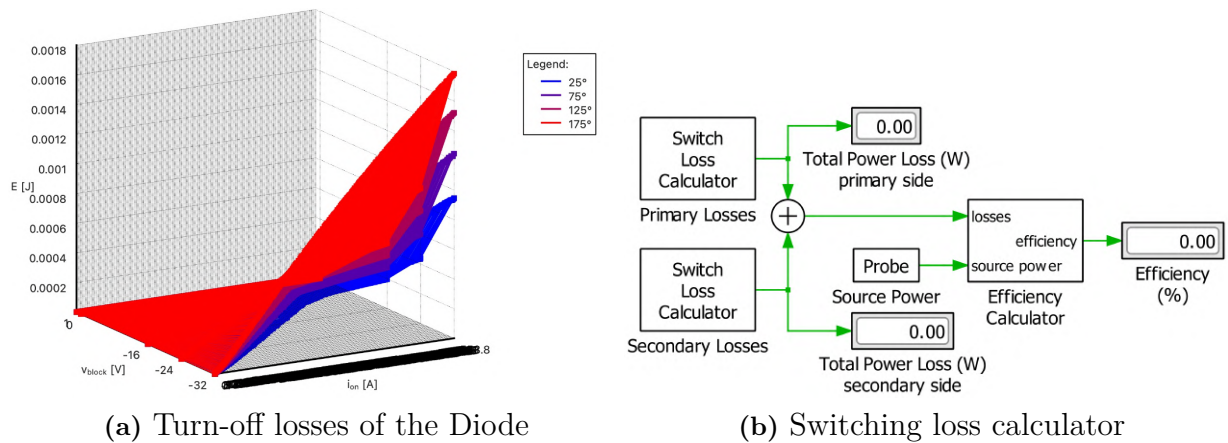 0.0018
0.0016
0.0014
0.0012
0.001
E [J]
0.0008
0.0006
0.0004
0.0002
0
-16
-24
-32
v_block [V]
i_on [A]
3.8
Legend:
25°
75°
125°
175°
(a) Turn-off losses of the Diode
Switch
Loss
Calculator
Primary Losses
0.00
Total Power Loss (W)
primary side
+
losses
efficiency
source power
Efficiency
Calculator
Probe
Source Power
0.00
Efficiency
(%)
Switch
Loss
Calculator
Secondary Losses
0.00
Total Power Loss (W)
secondary side
(b) Switching loss calculator